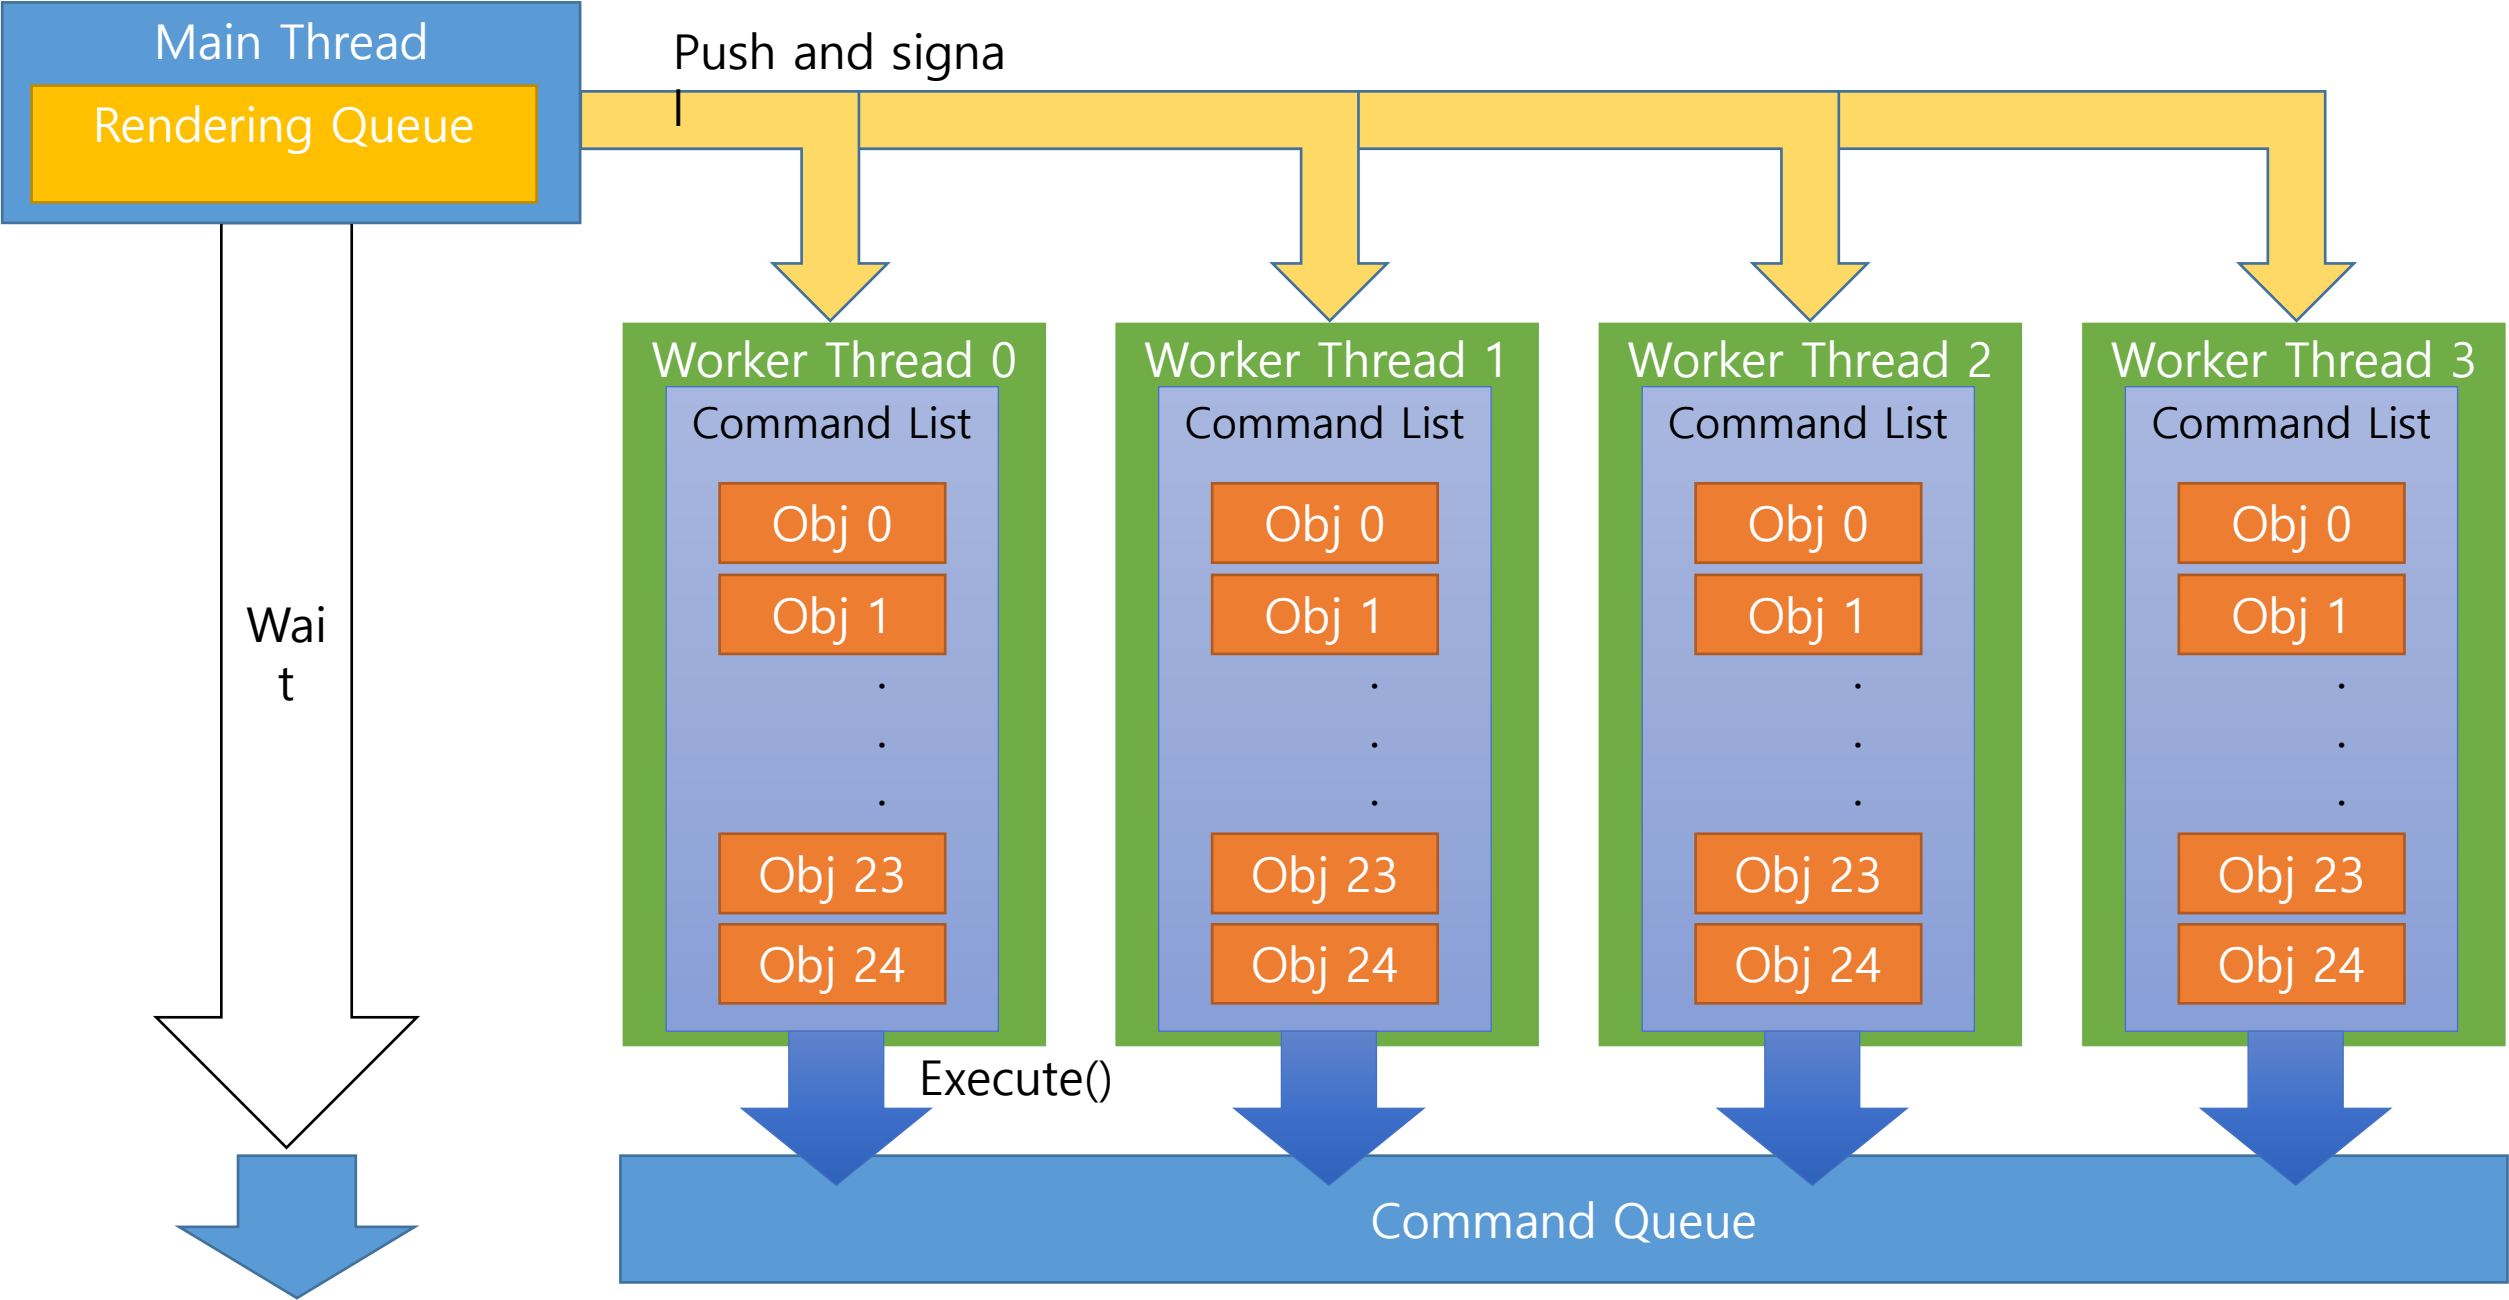 Main Thread
Rendering Queue
Push and signa
l
Wai
t
Worker Thread 0
Command List
Obj 0
Obj 1
.
.
.
Obj 23
Obj 24
Worker Thread 1
Command List
Obj 0
Obj 1
.
.
.
Obj 23
Obj 24
Worker Thread 2
Command List
Obj 0
Obj 1
.
.
.
Obj 23
Obj 24
Worker Thread 3
Command List
Obj 0
Obj 1
.
.
.
Obj 23
Obj 24
Execute()
Command Queue